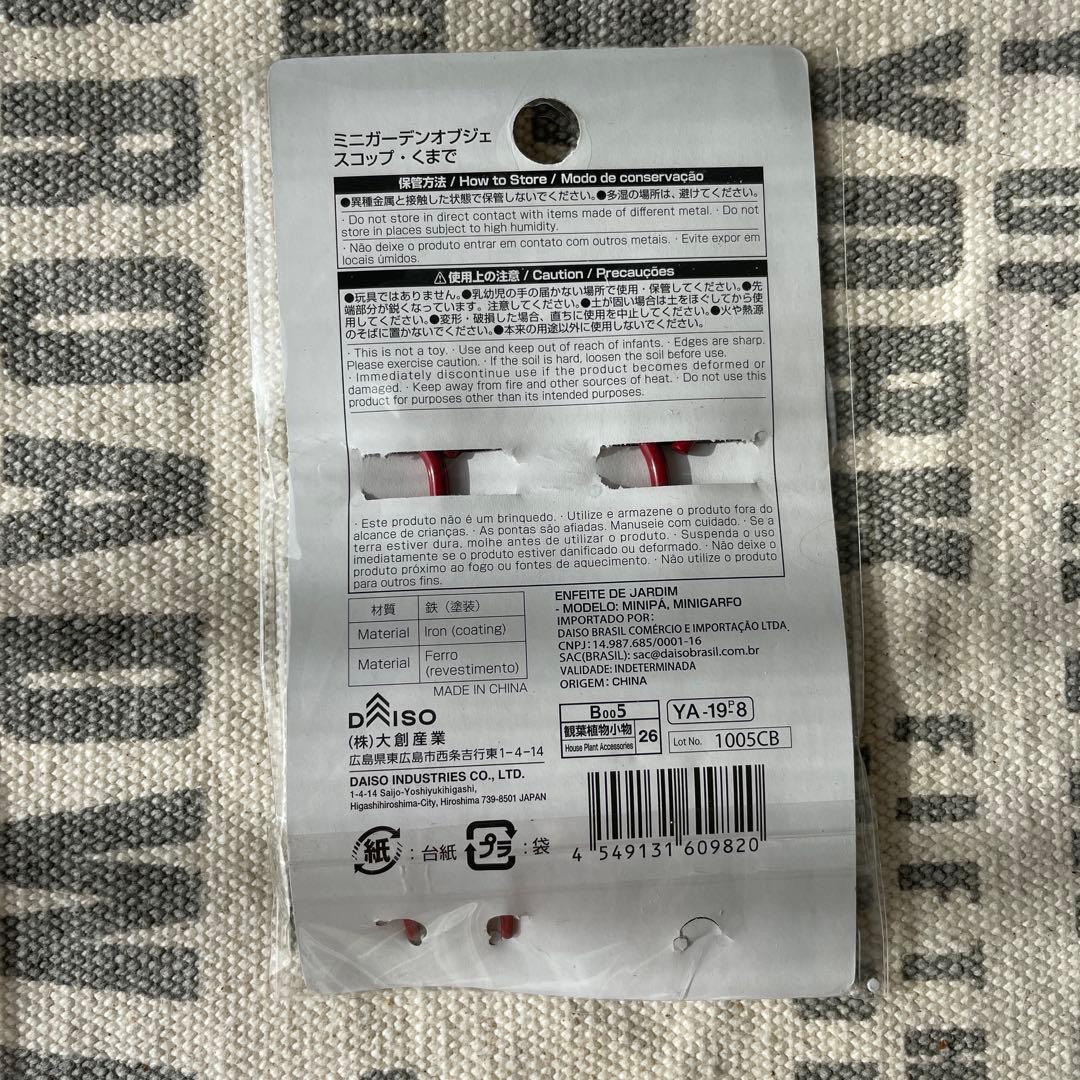 ミニガーデンオブジェ
スコップ・くまで
保管方法 / How to Store / Modo de conservação
●異種金属と接触した状態で保管しないでください。●多湿の場所は、避けてください。
· Do not store in direct contact with items made of different metal. · Do not
store in places subject to high humidity.
· Não deixe o produto entrar em contato com outros metais. · Evite expor em
locais úmidos.
⚠使用上の注意 / Caution / Precauções
●玩具ではありません。●乳幼児の手の届かない場所で使用・保管してください。●先
端部分が鋭くなっています。注意してください。●土が固い場合は土をほぐしてから使
用してください。●変形・破損した場合、直ちに使用を中止してください。●火や熱源
のそばに置かないでください。●本来の用途以外に使用しないでください。
· This is not a toy. · Use and keep out of reach of infants. · Edges are sharp.
Please exercise caution. · If the soil is hard, loosen the soil before use.
· Immediately discontinue use if the product becomes deformed or
damaged. · Keep away from fire and other sources of heat. · Do not use this
product for purposes other than its intended purposes.
· Este produto não é um brinquedo. · Utilize e armazene o produto fora do
alcance de crianças. · As pontas são afiadas. Manuseie com cuidado. · Se a
terra estiver dura, molhe antes de utilizar o produto. · Suspenda o uso
imediatamente se o produto estiver danificado ou deformado. · Não deixe o
produto próximo ao fogo ou fontes de aquecimento. · Não utilize o produto
para outros fins.
材質 鉄（塗装）
Material Iron (coating)
Material Ferro
(revestimento)
MADE IN CHINA
ENFEITE DE JARDIM
- MODELO: MINIPÁ, MINIGARFO
IMPORTADO POR:
DAISO BRASIL COMÉRCIO E IMPORTAÇÃO LTDA.
CNPJ: 14.987.685/0001-16
SAC(BRASIL): sac@daisobrasil.com.br
VALIDADE: INDETERMINADA
ORIGEM: CHINA
DAISO
(株)大創産業
広島県東広島市西条吉行東1-4-14
DAISO INDUSTRIES CO., LTD.
1-4-14 Saijo-Yoshiyukihigashi,
Higashihiroshima-City, Hiroshima 739-8501 JAPAN
B005
観葉植物小物
House Plant Accessories
26
YA-19-P-8
Lot No. 1005CB
紙 : 台紙 プラ : 袋
4 549131 609820